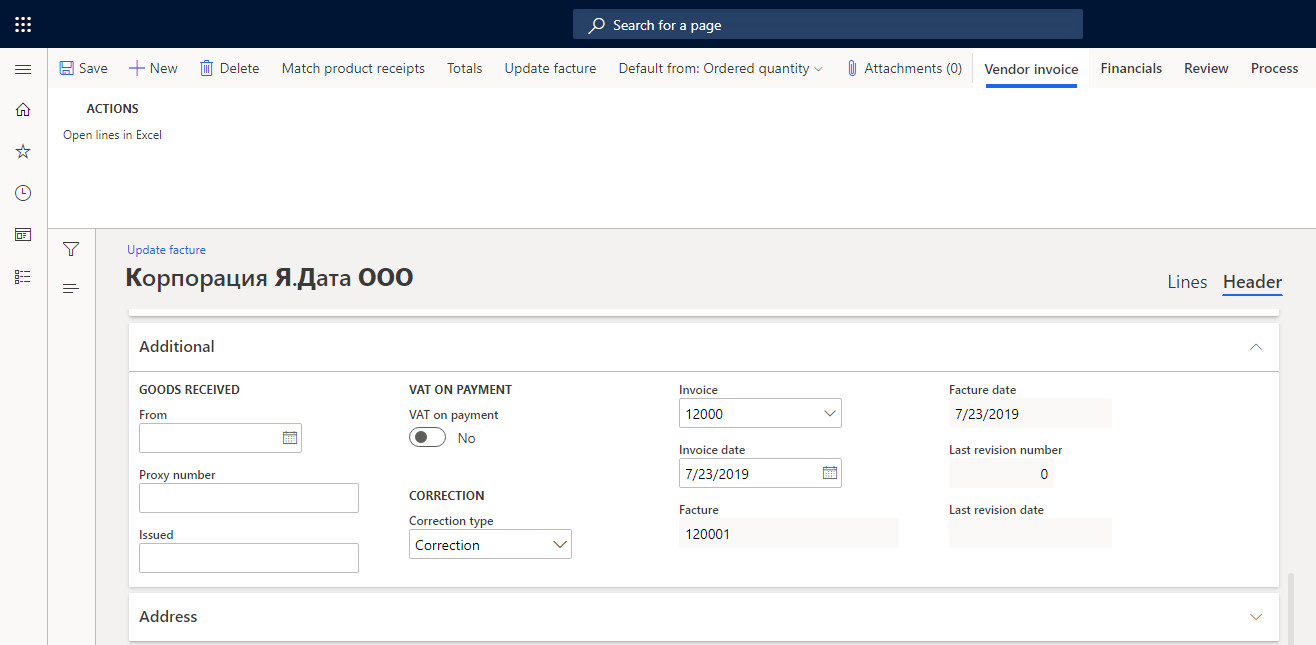 Search for a page
Save New Delete Match product receipts Totals Update facture Default from: Ordered quantity Attachments (0) Vendor invoice Financials Review Process
ACTIONS
Open lines in Excel
Update facture
Корпорация Я.Дата ООО
Lines Header
Additional
GOODS RECEIVED
From
Proxy number
Issued
VAT ON PAYMENT
VAT on payment
No
CORRECTION
Correction type
Correction
Invoice
12000
Invoice date
7/23/2019
Facture
120001
Facture date
7/23/2019
Last revision number
0
Last revision date
Address